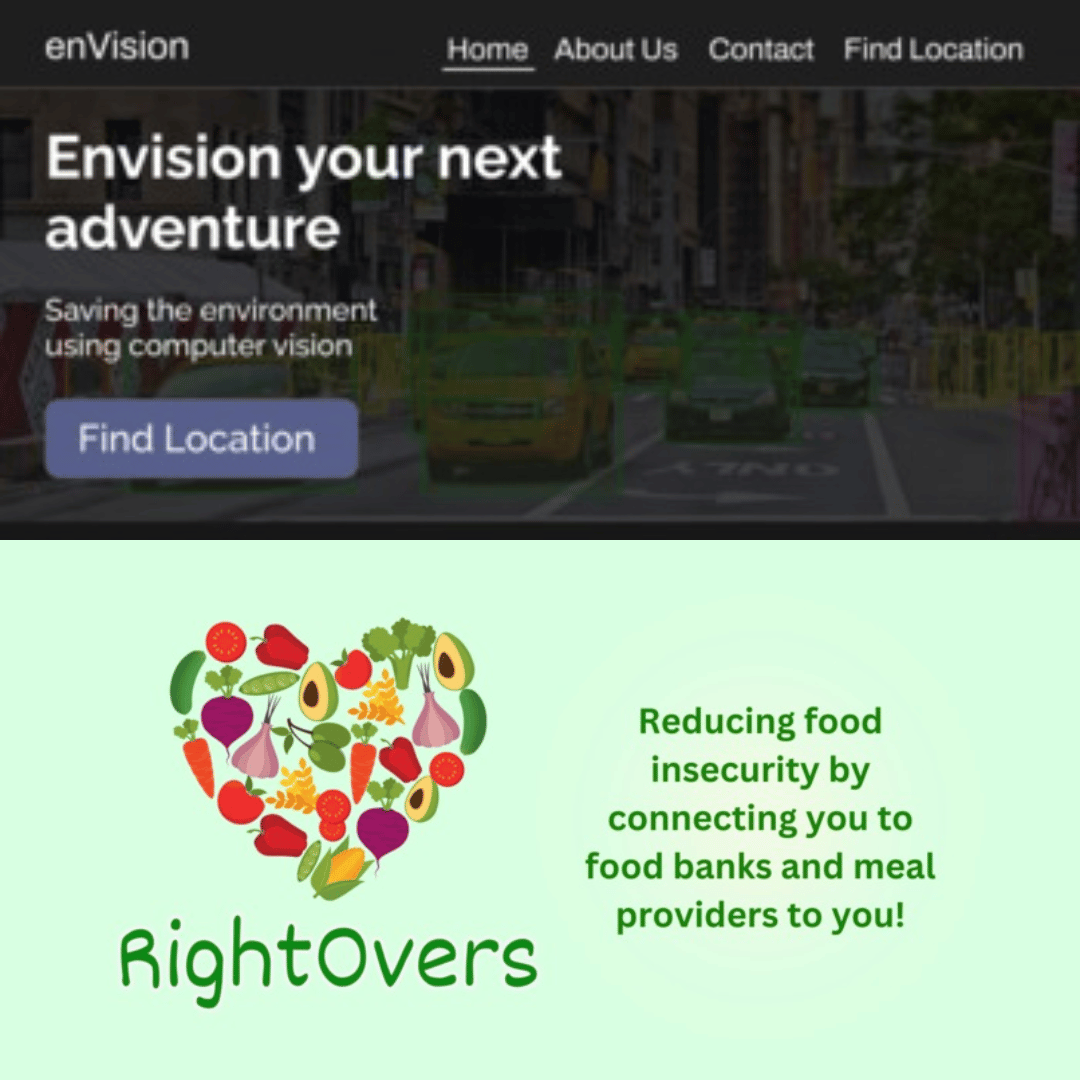 enVision
Home About Us Contact Find Location
Envision your next
adventure
Saving the environment
using computer vision
Find Location
ONLY
Reducing food
insecurity by
connecting you to
food banks and meal
providers to you!
RightOvers